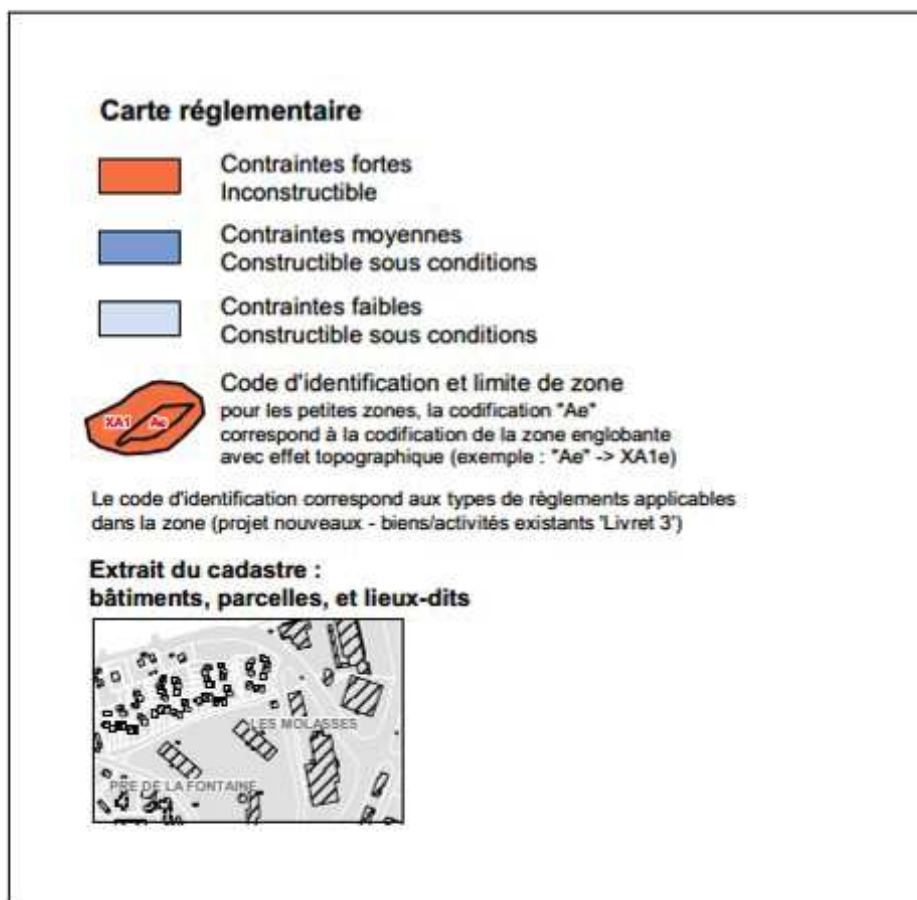 Carte réglementaire
Contraintes fortes
Inconstructible
Contraintes moyennes
Constructible sous conditions
Contraintes faibles
Constructible sous conditions
XA1 Ae
Code d'identification et limite de zone
pour les petites zones, la codification "Ae"
correspond à la codification de la zone englobante
avec effet topographique (exemple : "Ae" -> XA1e)
Le code d'identification correspond aux types de règlements applicables
dans la zone (projet nouveaux - biens/activités existants 'Livret 3')
Extrait du cadastre :
bâtiments, parcelles, et lieux-dits
LES MOLASSES
PRE DE LA FONTAINE